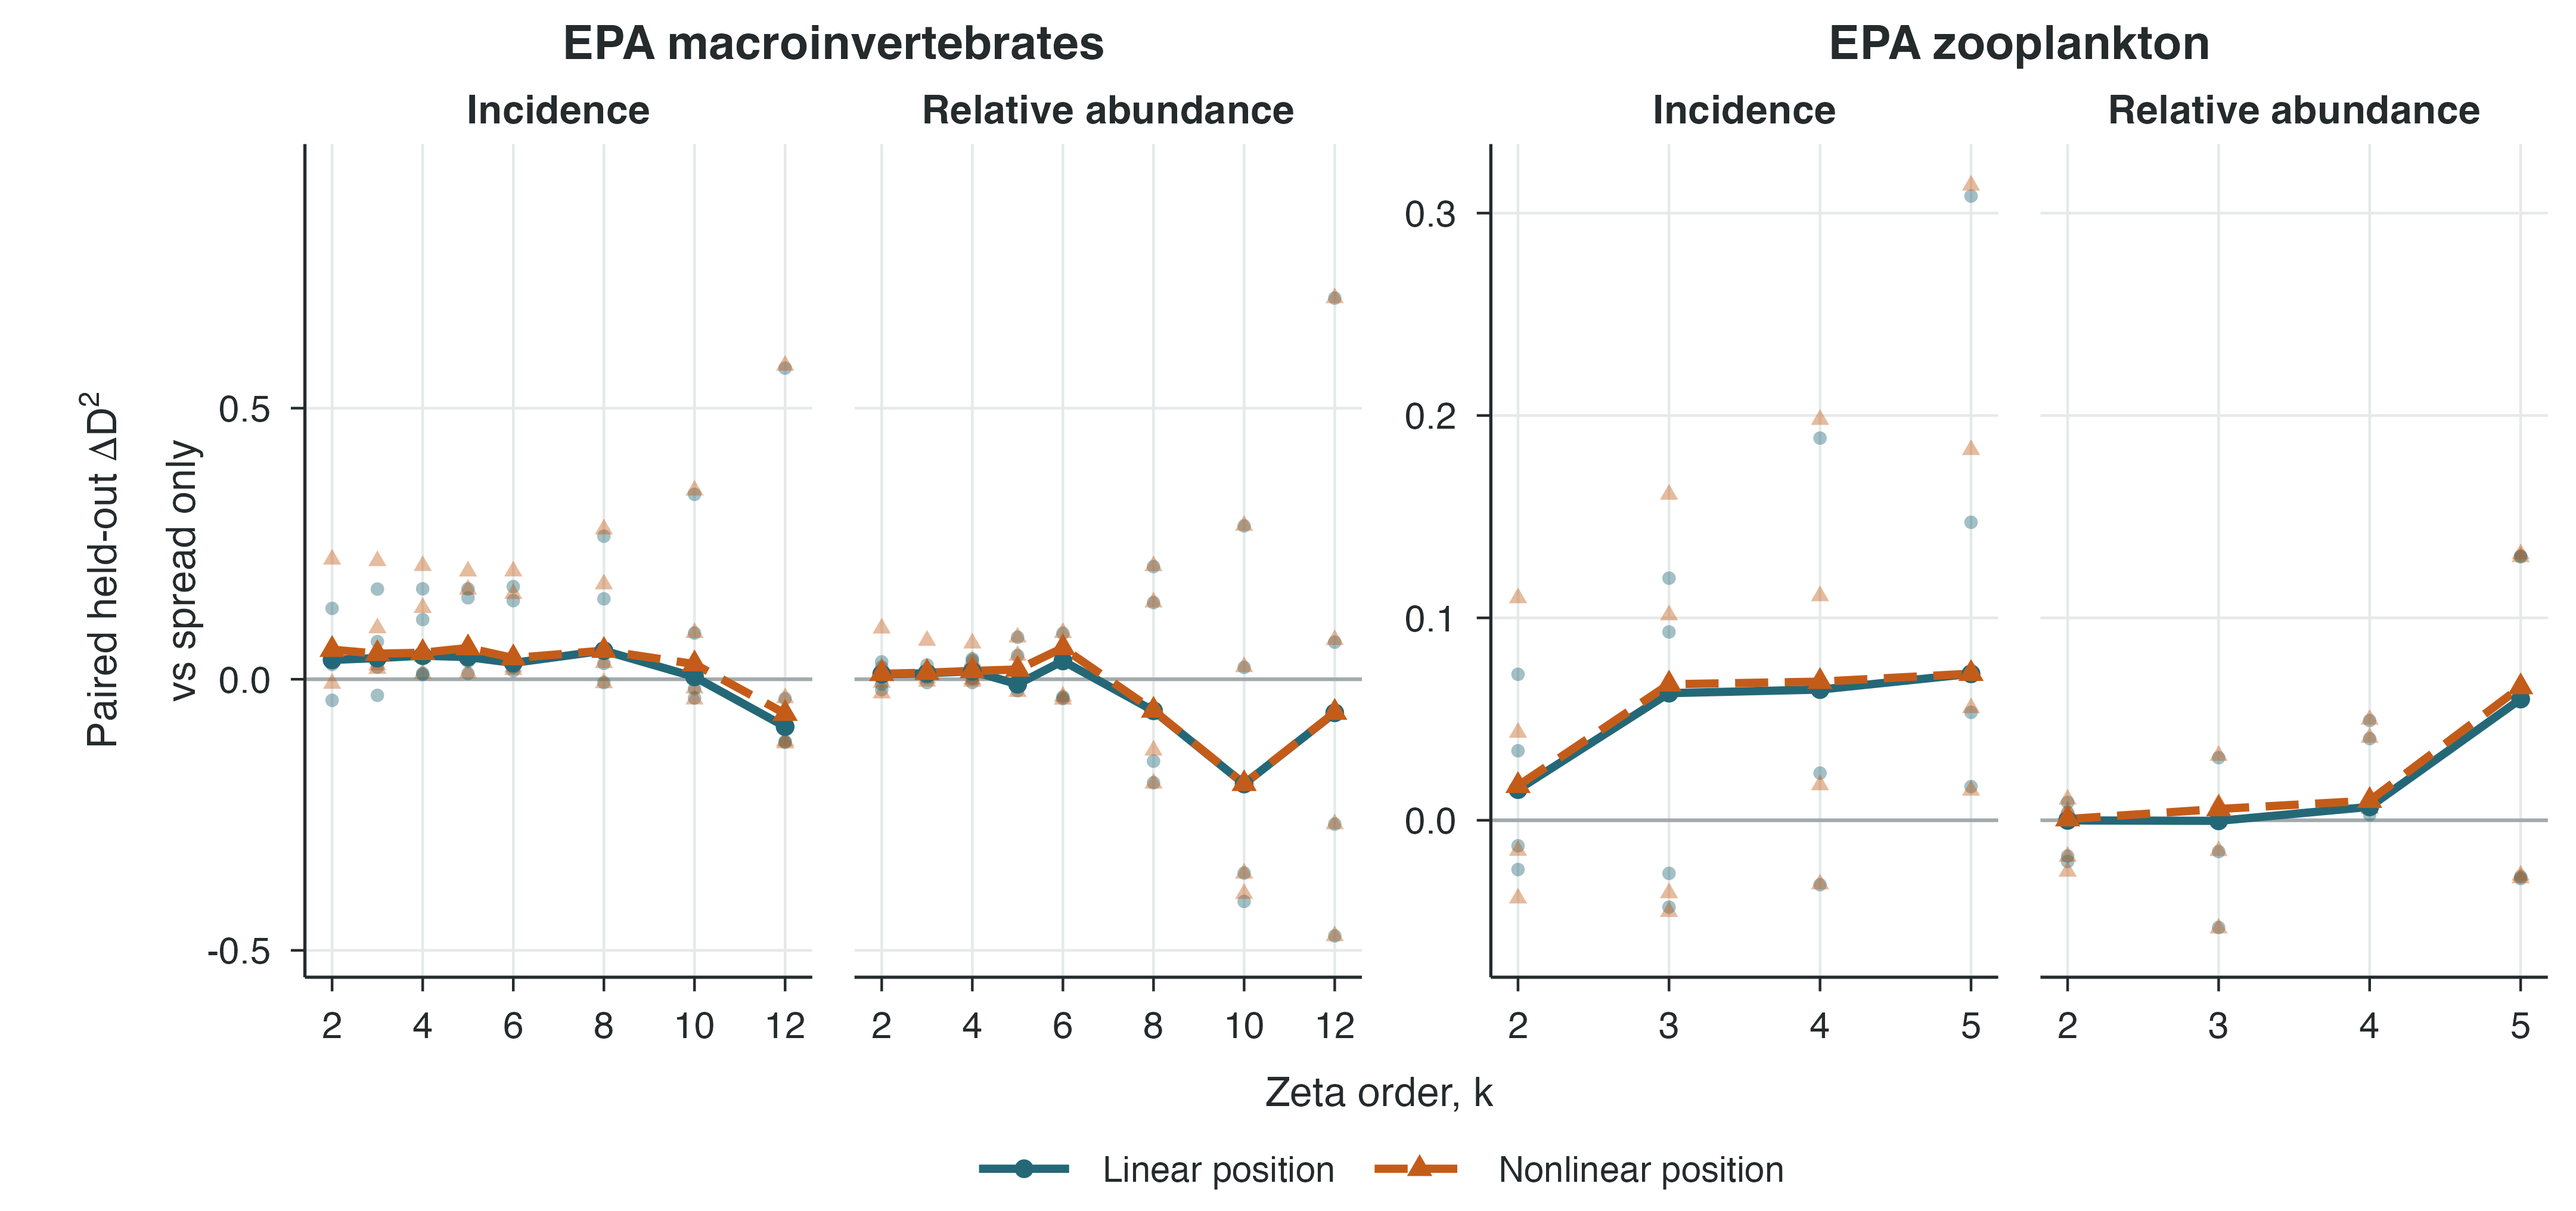 EPA macroinvertebrates
EPA zooplankton
Incidence
Relative abundance
Incidence
Relative abundance
Paired held-out ΔD²
vs spread only
0.5
0.0
-0.5
0.3
0.2
0.1
0.0
2 4 6 8 10 12
2 4 6 8 10 12
2 3 4 5
2 3 4 5
Zeta order, k
Linear position
Nonlinear position